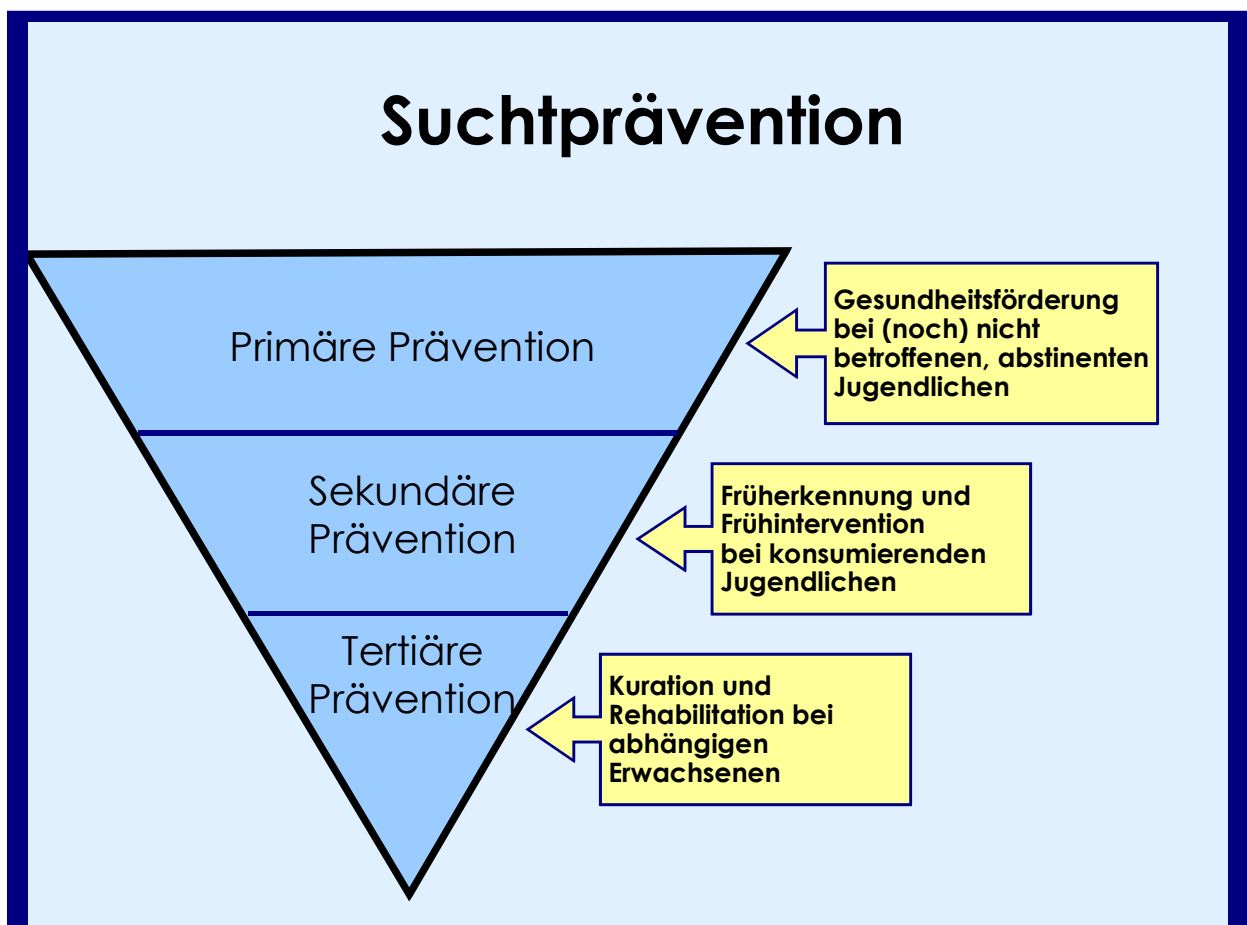 Suchtprävention
Primäre Prävention
Gesundheitsförderung
bei (noch) nicht
betroffenen, abstinenten
Jugendlichen
Sekundäre
Prävention
Früherkennung und
Frühintervention
bei konsumierenden
Jugendlichen
Tertiäre
Prävention
Kuration und
Rehabilitation bei
abhängigen
Erwachsenen